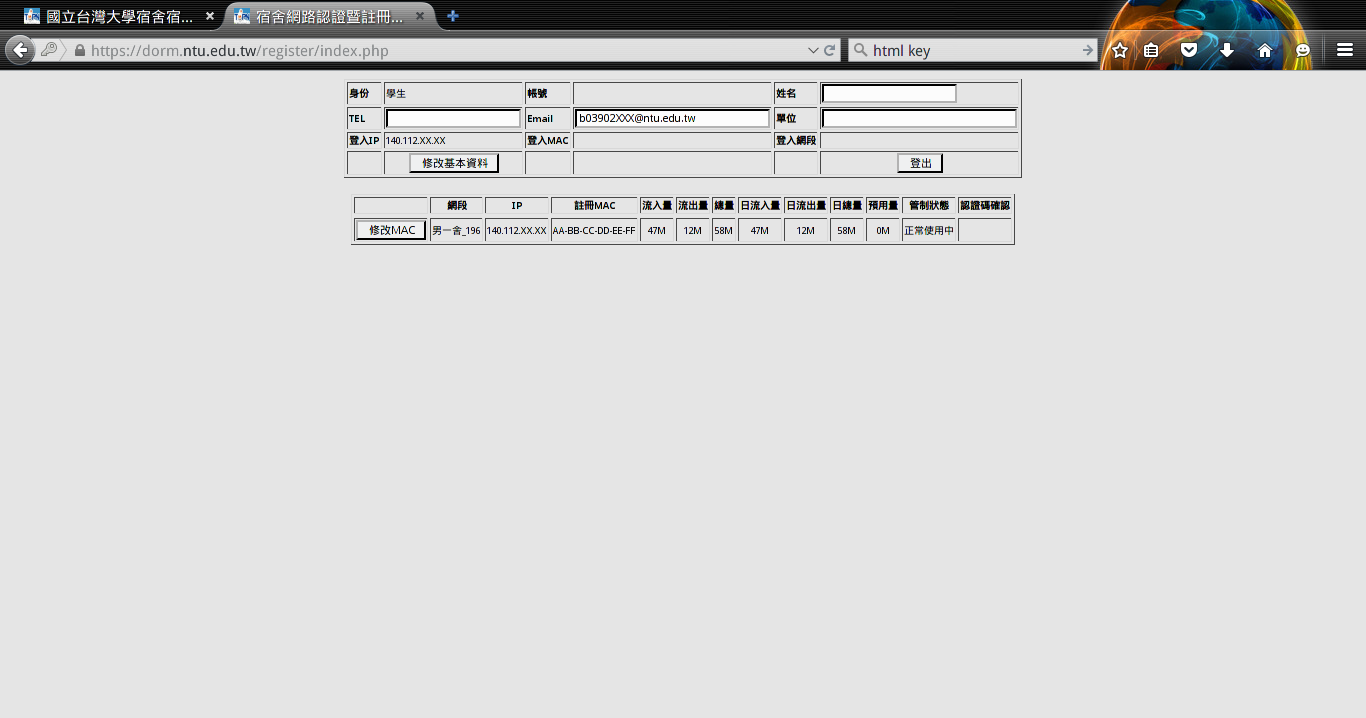 國立台灣大學宿舍宿...
宿舍網路認證暨註冊...
https://dorm.ntu.edu.tw/register/index.php
html key
身份 學生 帳號 姓名
TEL Email b03902XXX@ntu.edu.tw 單位
登入IP 140.112.XX.XX 登入MAC 登入網段
修改基本資料 登出
網段 IP 註冊MAC 流入量 流出量 總量 日流入量 日流出量 日總量 預用量 管制狀態 認證碼確認
修改MAC 男一舍_196 140.112.XX.XX AA-BB-CC-DD-EE-FF 47M 12M 58M 47M 12M 58M 0M 正常使用中